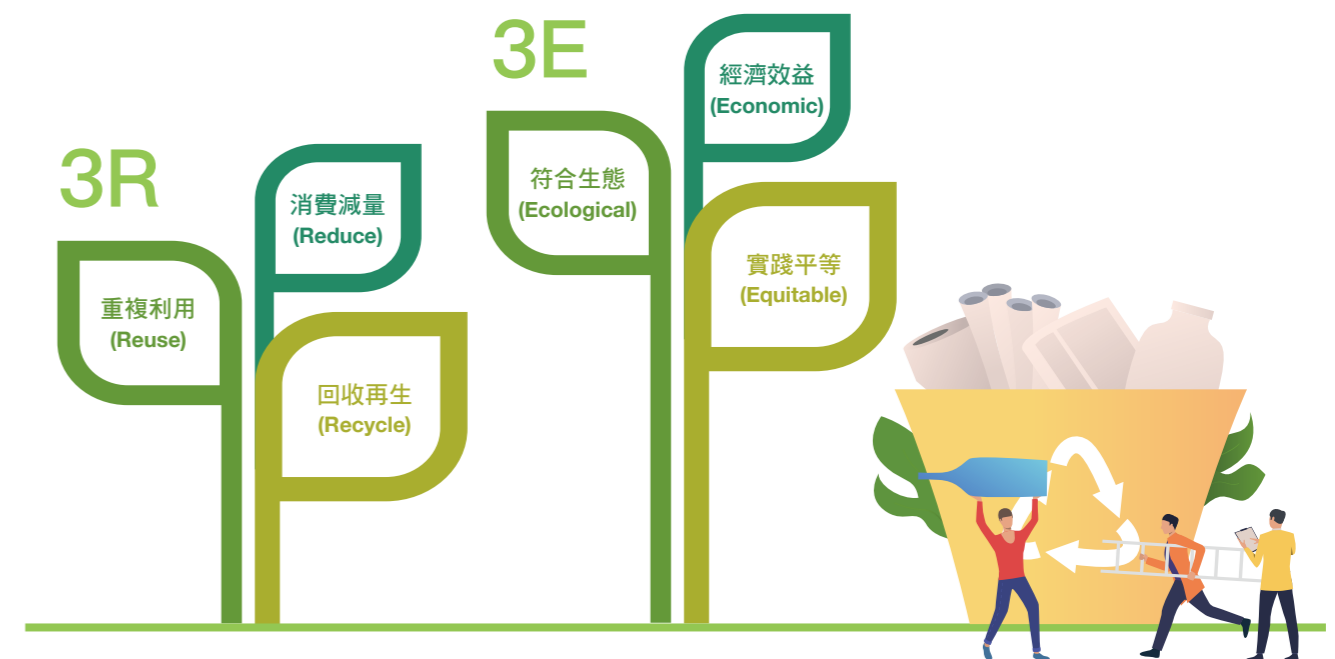 3R
重複利用
(Reuse)
消費減量
(Reduce)
回收再生
(Recycle)
3E
符合生態
(Ecological)
經濟效益
(Economic)
實踐平等
(Equitable)